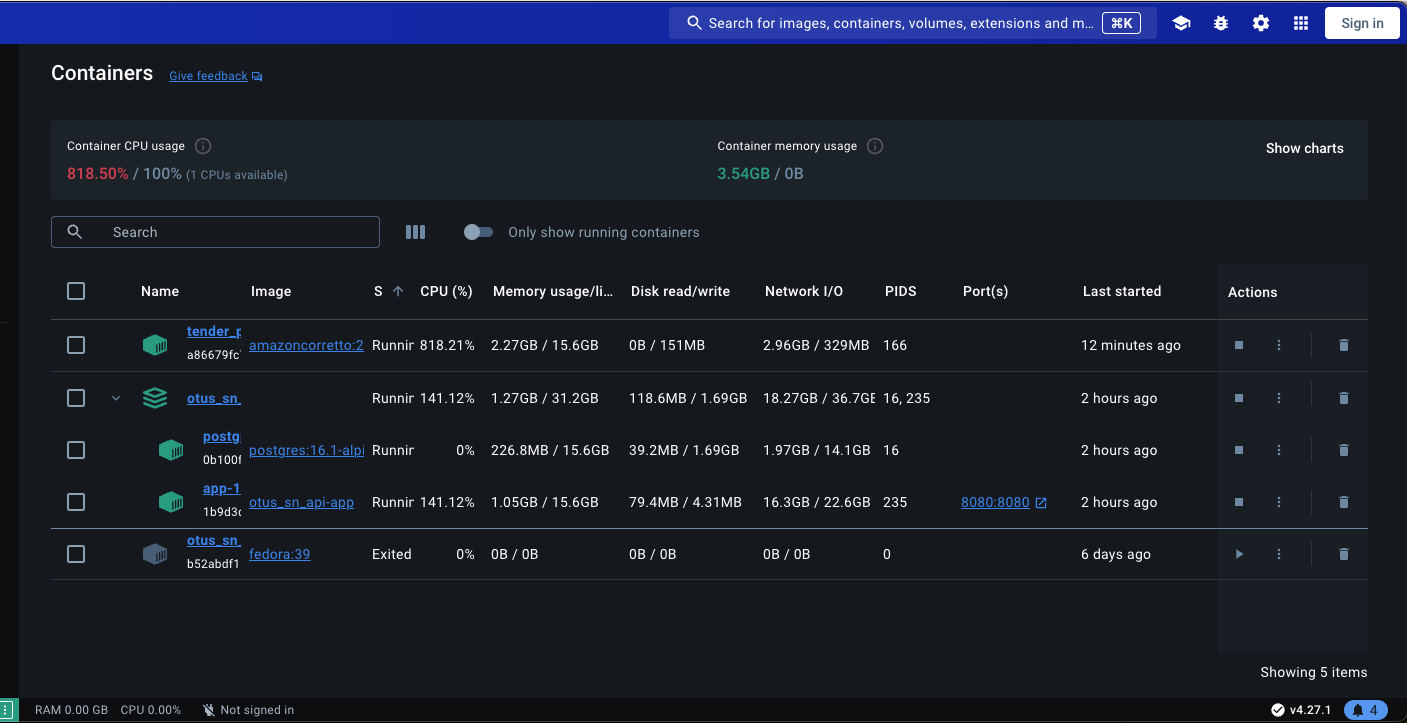 Search for images, containers, volumes, extensions and m... ⌘K Sign in
Containers Give feedback
Container CPU usage Container memory usage Show charts
818.50% / 100% (1 CPUs available) 3.54GB / 0B
Search Only show running containers
Name Image S CPU (%) Memory usage/li... Disk read/write Network I/O PIDS Port(s) Last started Actions
tender_p
amazoncorretto:2 Runnin 818.21% 2.27GB / 15.6GB 0B / 151MB 2.96GB / 329MB 166 12 minutes ago
a86679fc
otus_sn_ Runnin 141.12% 1.27GB / 31.2GB 118.6MB / 1.69GB 18.27GB / 36.7GE 16, 235 2 hours ago
postg
postgres:16.1-alpi Runnin 0% 226.8MB / 15.6GB 39.2MB / 1.69GB 1.97GB / 14.1GB 16 2 hours ago
0b100f
app-1
otus_sn_api-app Runnin 141.12% 1.05GB / 15.6GB 79.4MB / 4.31MB 16.3GB / 22.6GB 235 8080:8080 2 hours ago
1b9d3c
otus_sn_
fedora:39 Exited 0% 0B / 0B 0B / 0B 0B / 0B 0 6 days ago
b52abdf1
Showing 5 items
RAM 0.00 GB CPU 0.00% Not signed in v4.27.1 4